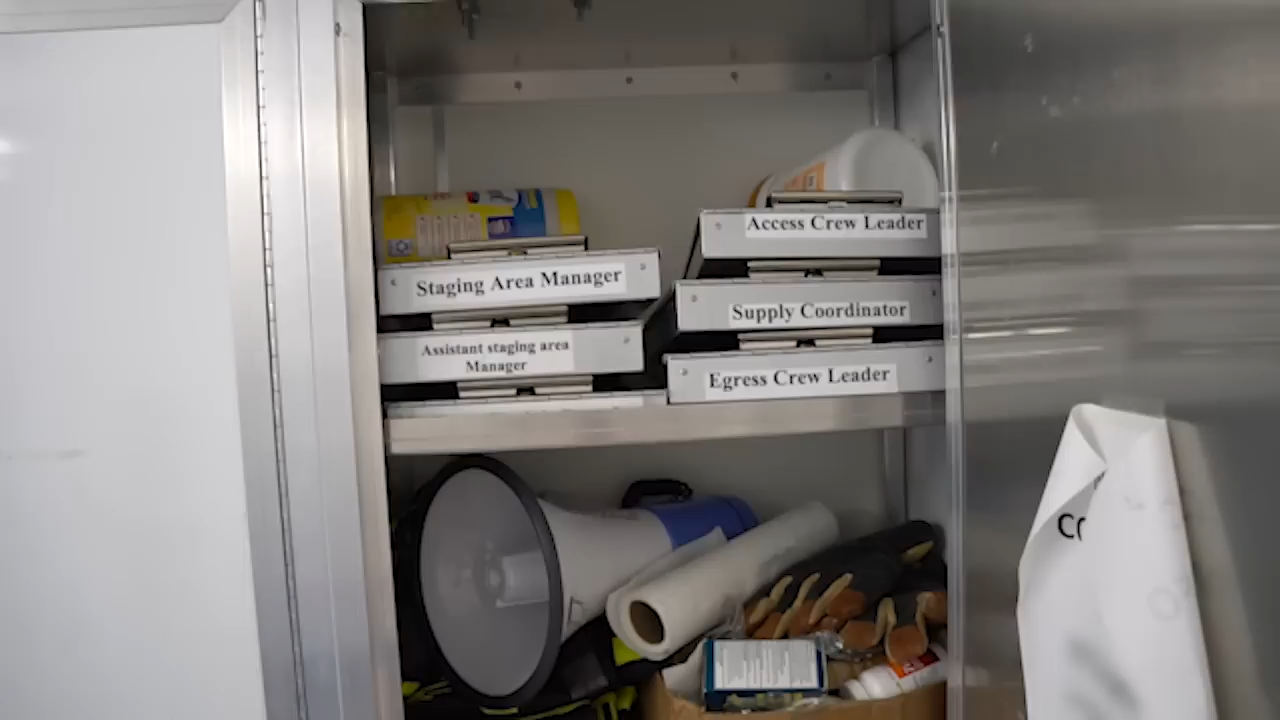 Staging Area Manager
Assistant staging area
Manager
Access Crew Leader
Supply Coordinator
Egress Crew Leader